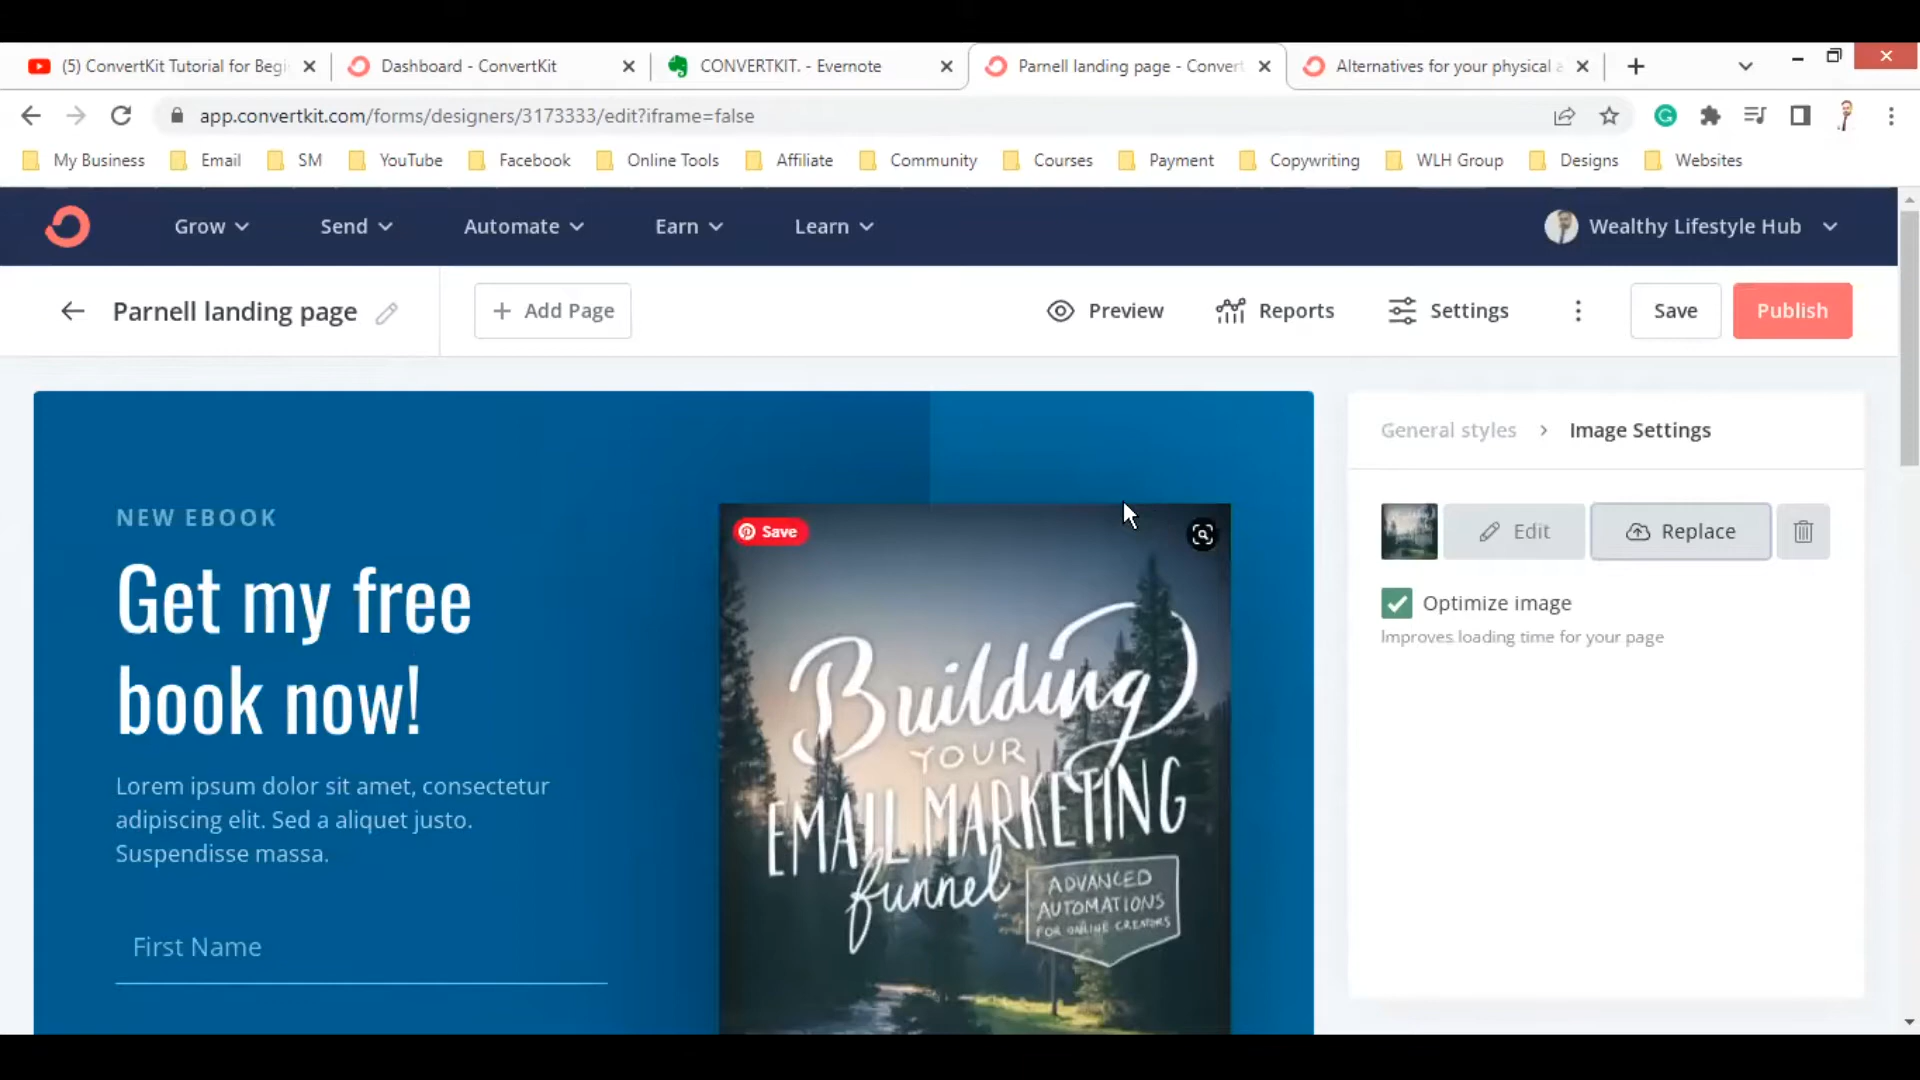 (5) ConvertKit Tutorial for Begi
Dashboard - ConvertKit
CONVERTKIT. - Evernote
Parnell landing page - Convert
Alternatives for your physical a
app.convertkit.com/forms/designers/3173333/edit?iframe=false
My Business
Email
SM
YouTube
Facebook
Online Tools
Affiliate
Community
Courses
Payment
Copywriting
WLH Group
Designs
Websites
Grow
Send
Automate
Earn
Learn
Wealthy Lifestyle Hub
Parnell landing page
+ Add Page
Preview
Reports
Settings
Save
Publish
General styles > Image Settings
NEW EBOOK
Get my free
book now!
Lorem ipsum dolor sit amet, consectetur
adipiscing elit. Sed a aliquet justo.
Suspendisse massa.
First Name
Save
Building
YOUR
EMAIL MARKETING
funnel
ADVANCED
AUTOMATIONS
FOR ONLINE CREATORS
Edit
Replace
Optimize image
Improves loading time for your page